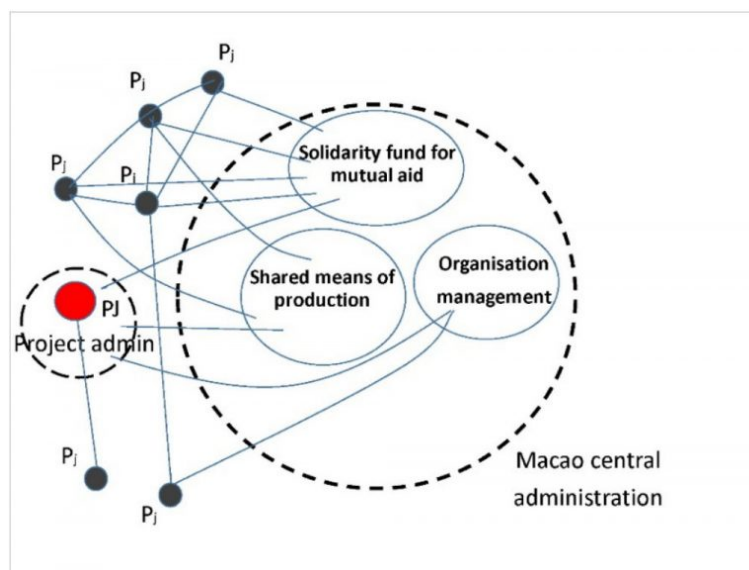 Pj
Pj
Pj
Pj
Solidarity fund for
mutual aid
Shared means of
production
Organisation
management
PJ
Project admin
Pj
Pj
Macao central
administration